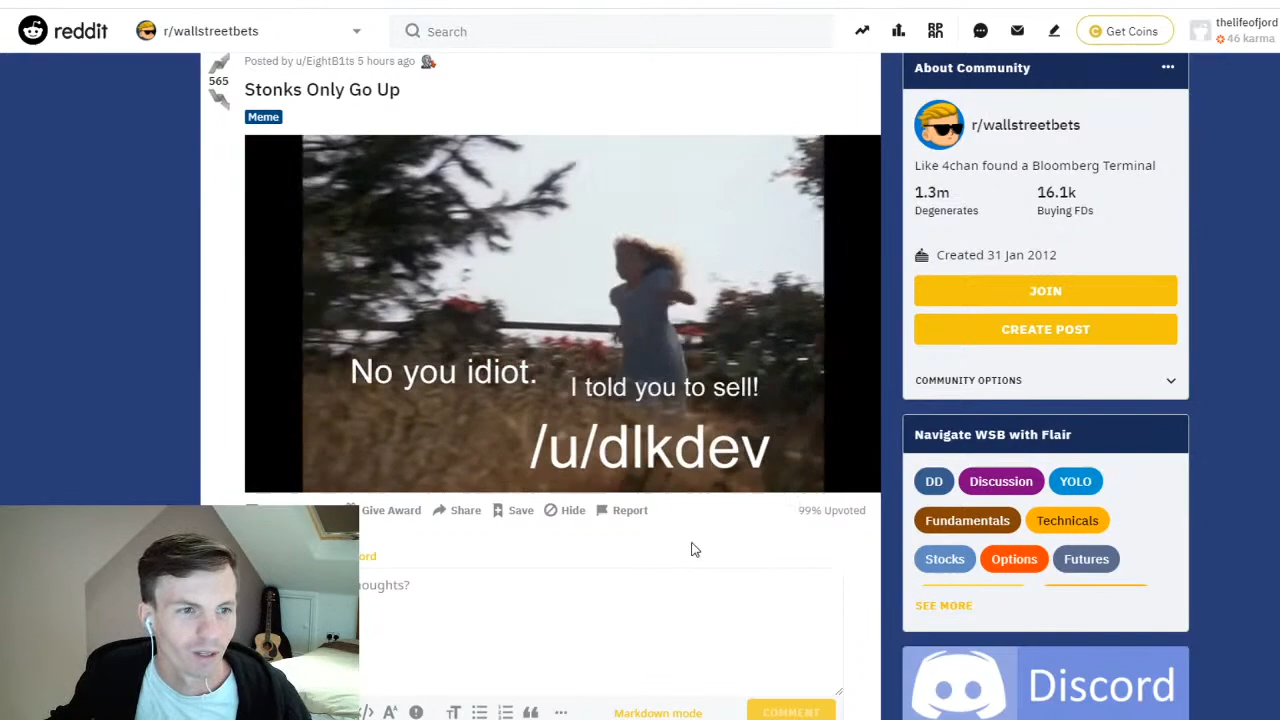 reddit
r/wallstreetbets
Search
Get Coins
thelifeofjord
46 karma
Posted by u/EightB1ts 5 hours ago
565
Stonks Only Go Up
Meme
No you idiot.
I told you to sell!
/u/dlkdev
Give Award
Share
Save
Hide
Report
99% Upvoted
ord
houghts?
Markdown mode
COMMENT
About Community
r/wallstreetbets
Like 4chan found a Bloomberg Terminal
1.3m 16.1k
Degenerates Buying FDs
Created 31 Jan 2012
JOIN
CREATE POST
COMMUNITY OPTIONS
Navigate WSB with Flair
DD Discussion YOLO
Fundamentals Technicals
Stocks Options Futures
SEE MORE
Discord